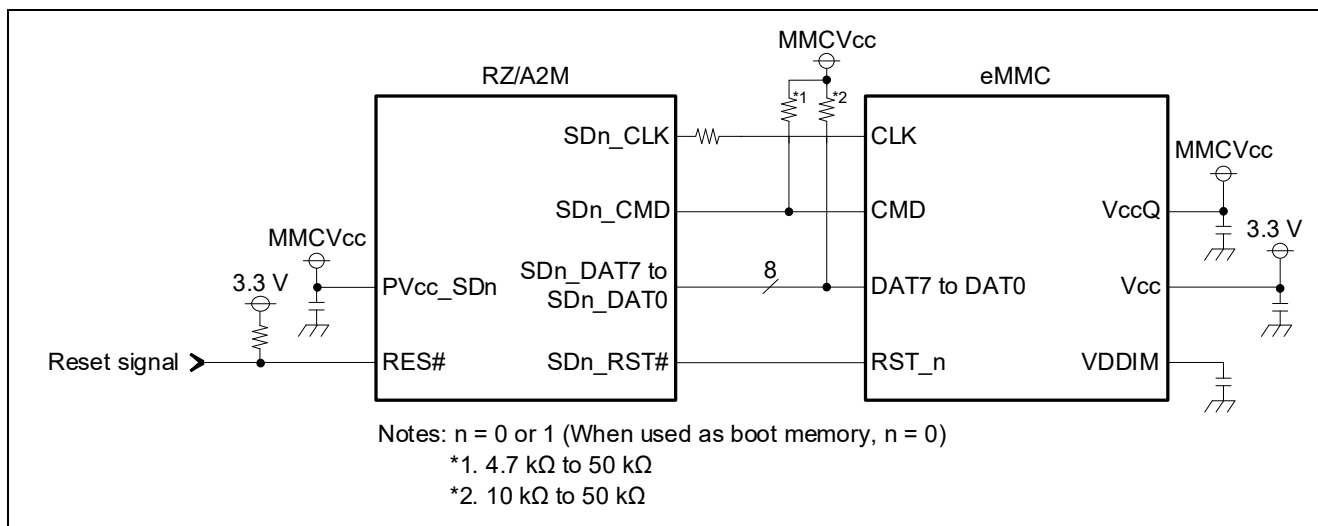 MMCVcc
RZ/A2M
eMMC
*1
*2
SDn_CLK
CLK
MMCVcc
SDn_CMD
CMD
VccQ
MMCVcc
3.3 V
3.3 V
PVcc_SDn
SDn_DAT7 to
SDn_DAT0
8
DAT7 to DAT0
Vcc
Reset signal
RES#
SDn_RST#
RST_n
VDDIM
Notes: n = 0 or 1 (When used as boot memory, n = 0)
*1. 4.7 kΩ to 50 kΩ
*2. 10 kΩ to 50 kΩ